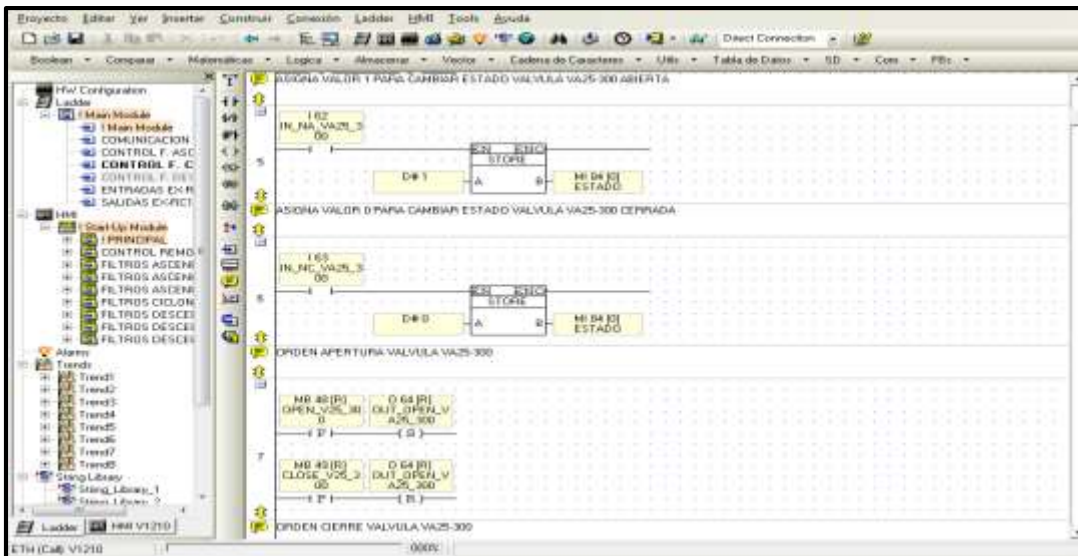 Proyecto Editar Ver Insertar Construir Conexión Ladder HMI Tools Ayuda
Direct Connection
Boolean Comparar Matemáticas Logica Almacenar Vector Cadena de Caracteres Utils Tabla de Datos SD Com FB's
HW Configuration
Ladder
! Main Module
! Main Module
COMUNICACION
CONTROL F. ASC
CONTROL F. C
CONTROL F. DES
ENTRADAS EX-R
SALIDAS EX-RC1
HMI
! Start-Up Module
! PRINCIPAL
CONTROL REMO
FILTROS ASCEN
FILTROS ASCEN
FILTROS ASCEN
FILTROS CICLON
FILTROS DESCE
FILTROS DESCE
FILTROS DESCE
Alarms
Trends
Trend1
Trend2
Trend3
Trend4
Trend5
Trend6
Trend7
Trend8
String Library
String_Library_1
Ladder HMI V1210
ETH (Call) V1210
000%
ASIGNA VALOR 1 PARA CAMBIAR ESTADO VALVULA VA25-300 ABIERTA
5
I 62
IN_NA_VA25_3
00
EN ENO
STORE
D# 1 A B MI 94 [0]
ESTADO
ASIGNA VALOR 0 PARA CAMBIAR ESTADO VALVULA VA25-300 CERRADA
6
I 63
IN_NC_VA25_3
00
EN ENO
STORE
D# 0 A B MI 94 [0]
ESTADO
ORDEN APERTURA VALVULA VA25-300
7
MB 48 [R] O 64 [R]
OPEN_V25_30 OUT_OPEN_V
0 A25_300
P S
MB 49 [R] O 64 [R]
CLOSE_V25_3 OUT_OPEN_V
00 A25_300
P R
ORDEN CIERRE VALVULA VA25-300